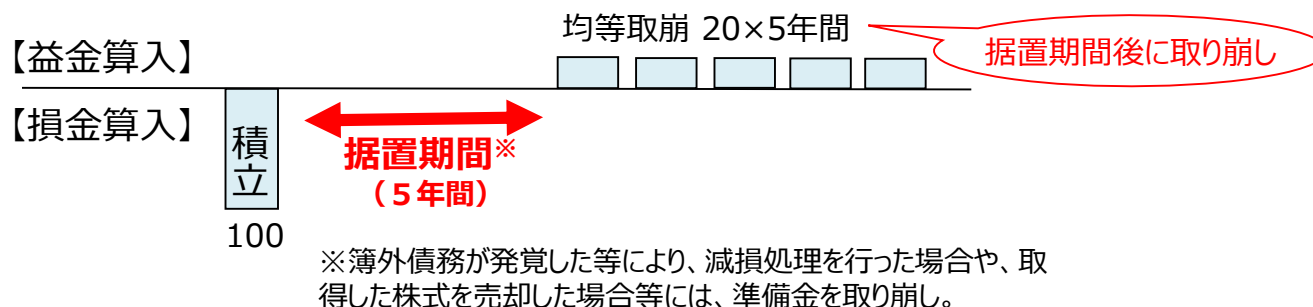 均等取崩 20×5年間
据置期間後に取り崩し
【益金算入】
【損金算入】
積立
据置期間※
（５年間）
100
※簿外債務が発覚した等により、減損処理を行った場合や、取
得した株式を売却した場合等には、準備金を取り崩し。